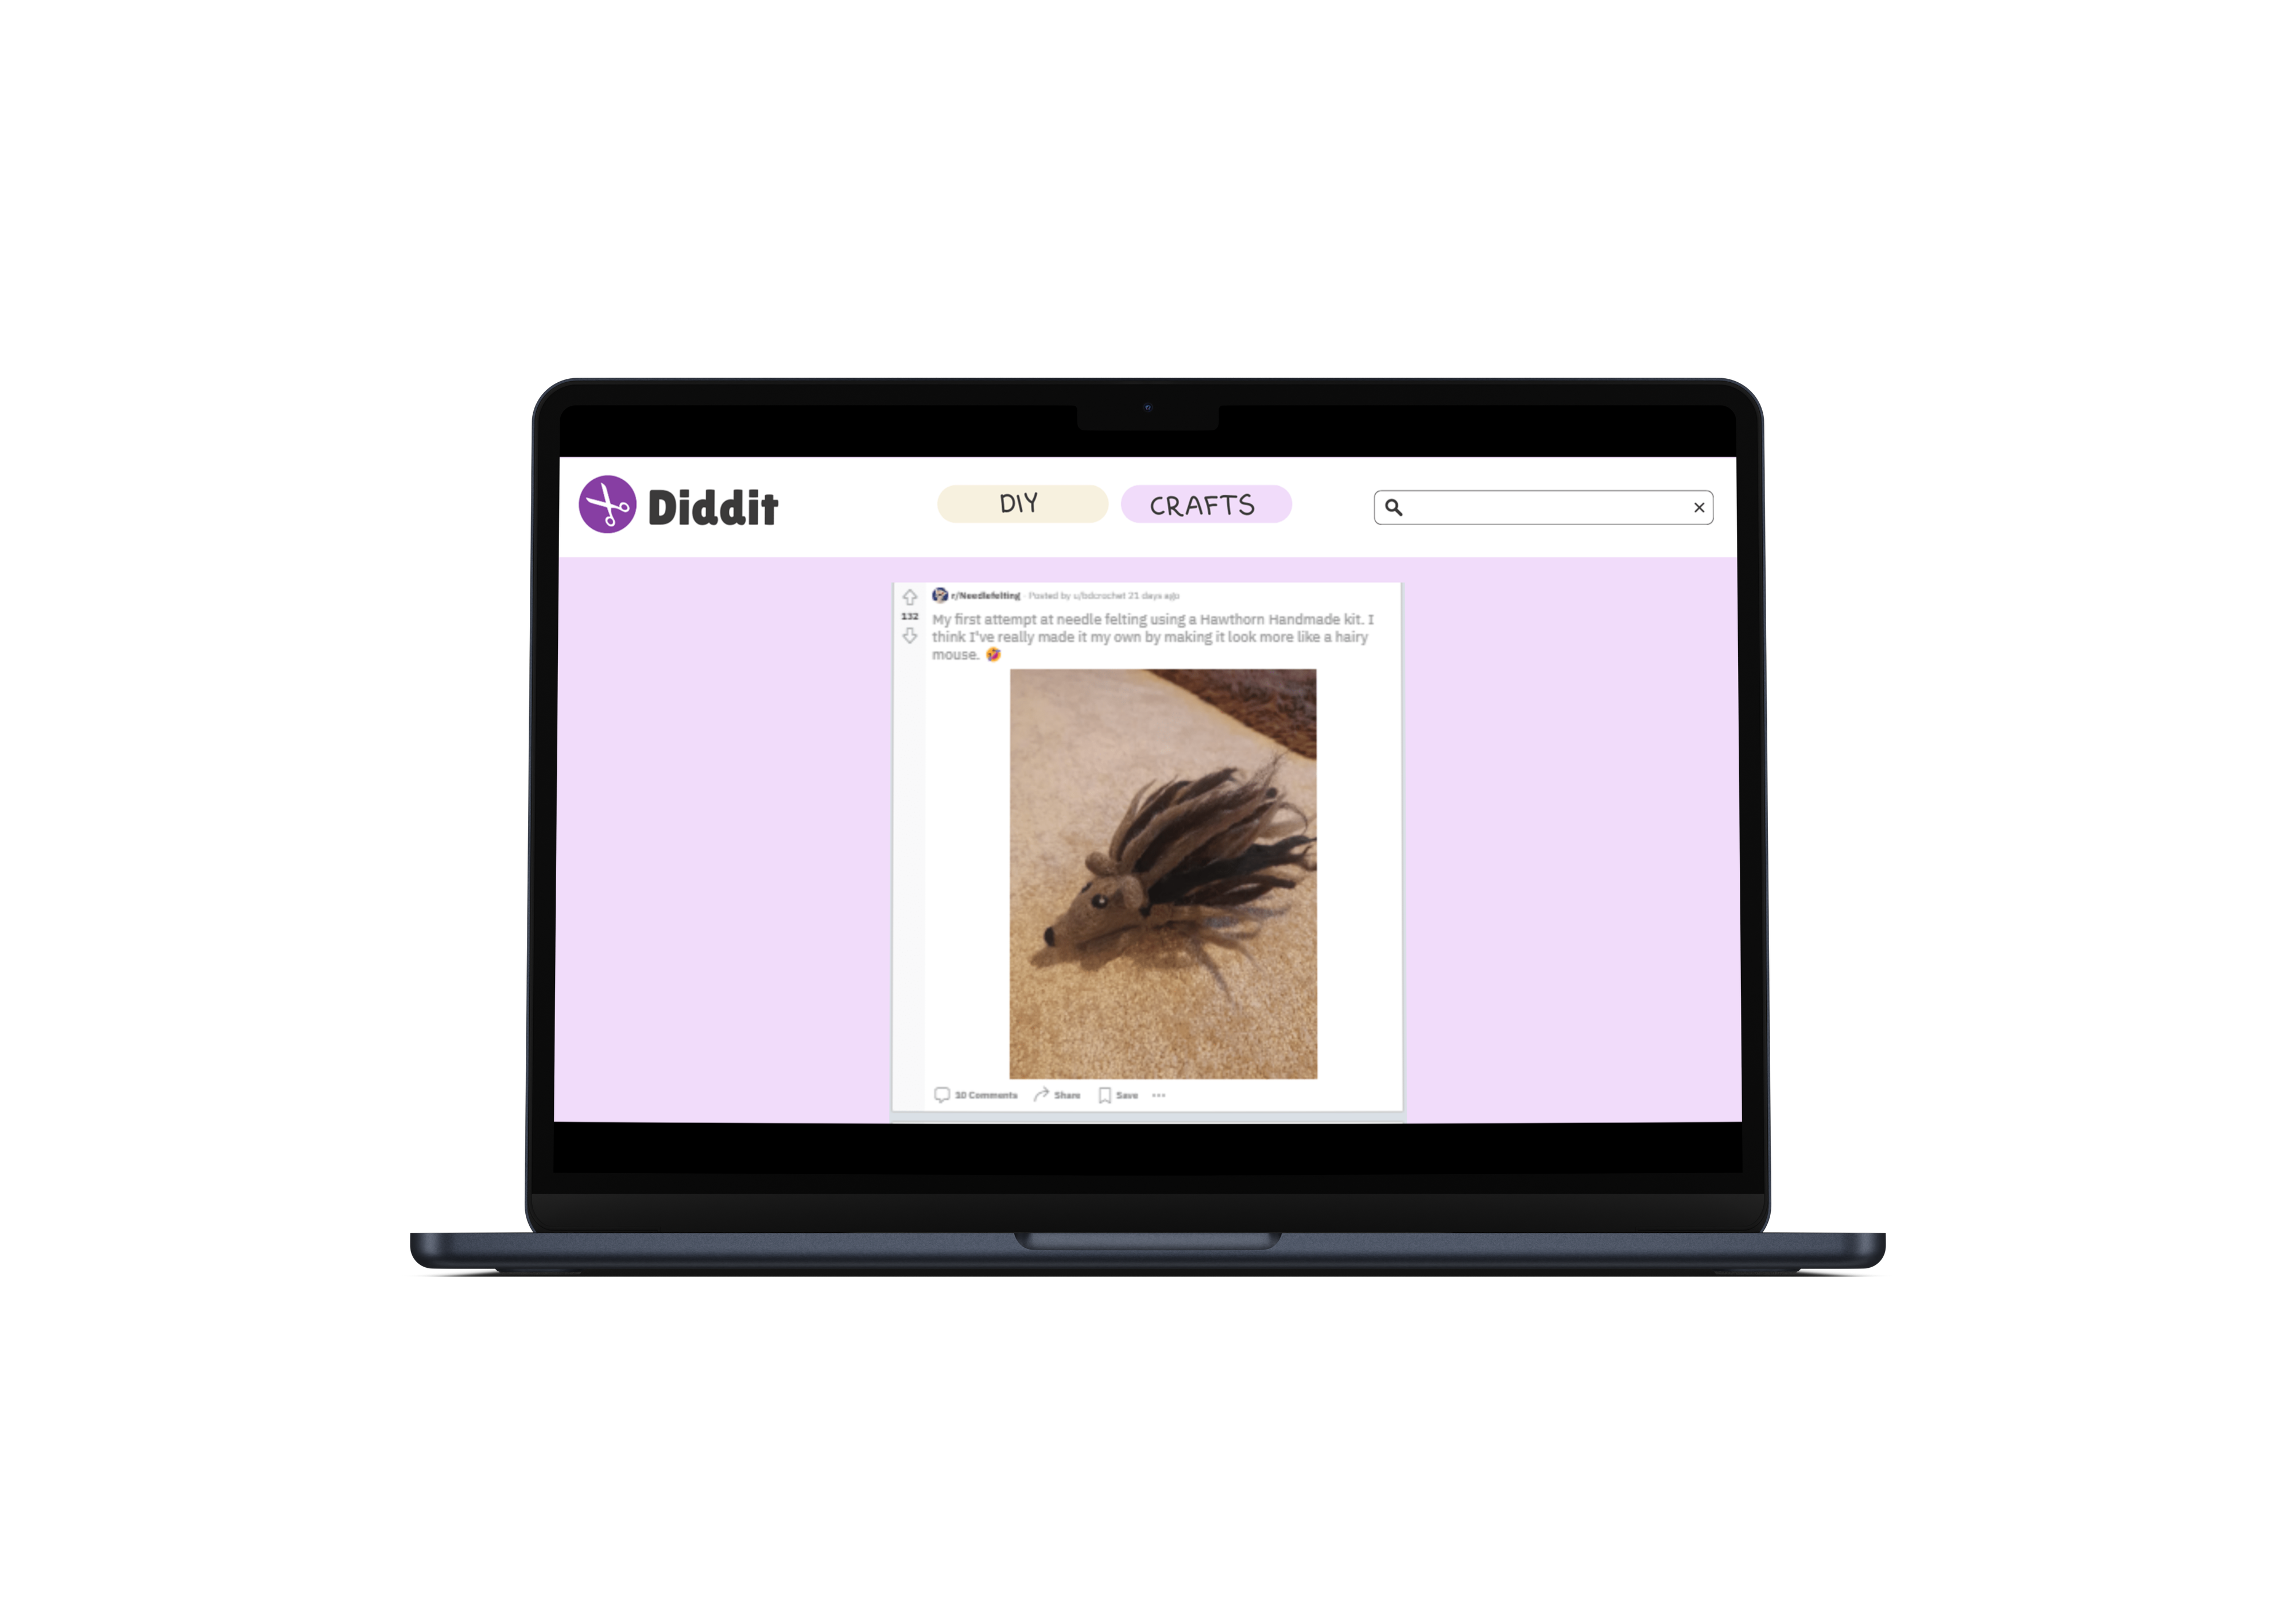 Diddit
DIY
CRAFTS
132
r/Needlefelting · Posted by u/bdcrochet 21 days ago
My first attempt at needle felting using a Hawthorn Handmade kit. I
think I've really made it my own by making it look more like a hairy
mouse. 🤣
10 Comments
Share
Save